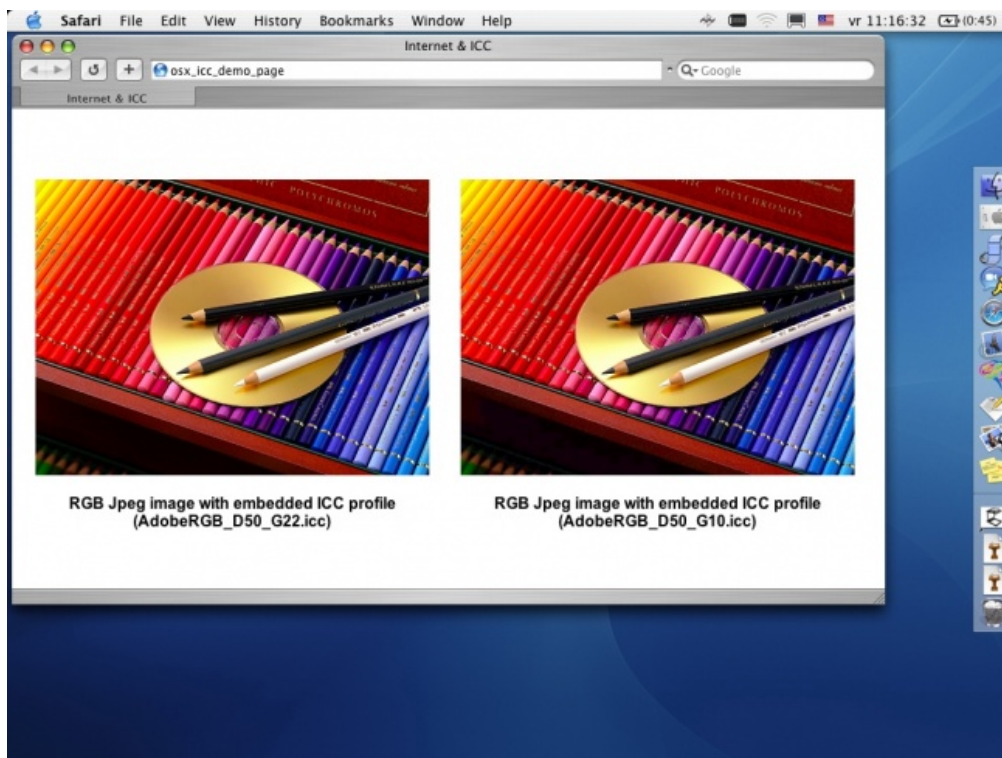 Safari File Edit View History Bookmarks Window Help vr 11:16:32 (0:45)
Internet & ICC
osx_icc_demo_page
Google
Internet & ICC
POLYCHROMOS
POLYCHROMOS
RGB Jpeg image with embedded ICC profile
(AdobeRGB_D50_G22.icc)
RGB Jpeg image with embedded ICC profile
(AdobeRGB_D50_G10.icc)